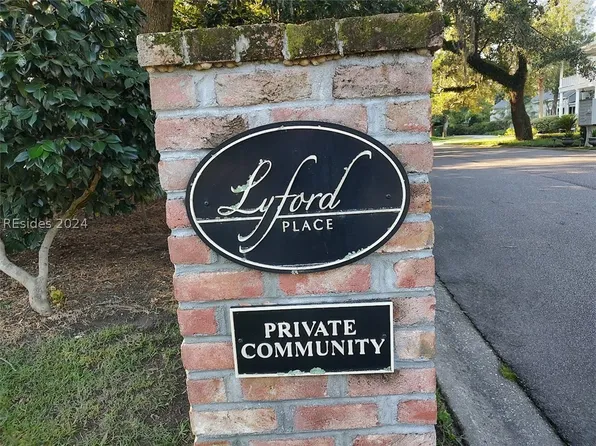 Lyford
PLACE
PRIVATE
COMMUNITY
REsides 2024